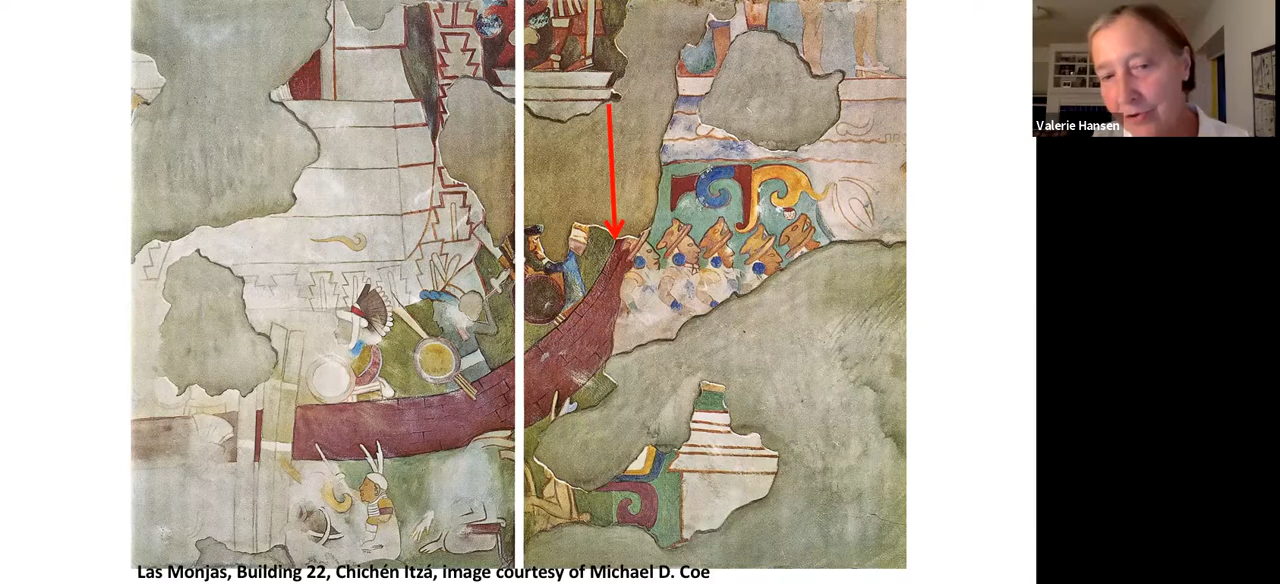 Valerie Hansen
Las Monjas, Building 22, Chichén Itzá, image courtesy of Michael D. Coe